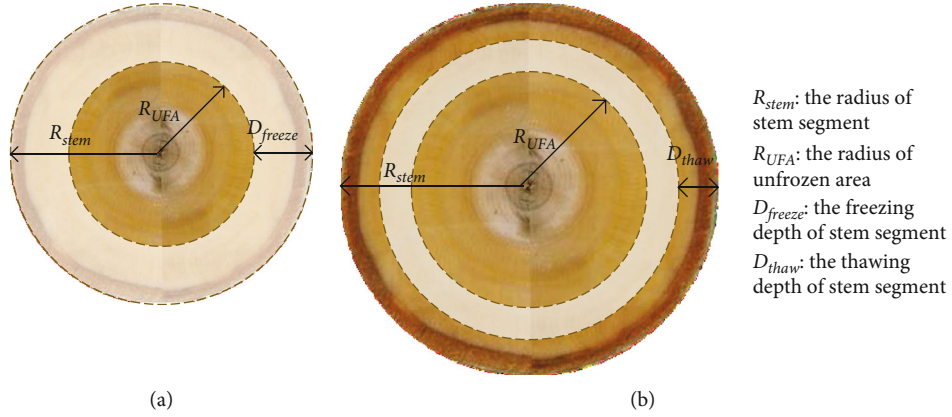 R_UFA
R_stem
D_freeze
(a)
R_UFA
D_thaw
R_stem
(b)
R_stem: the radius of
stem segment
R_UFA: the radius of
unfrozen area
D_freeze: the freezing
depth of stem segment
D_thaw: the thawing
depth of stem segment